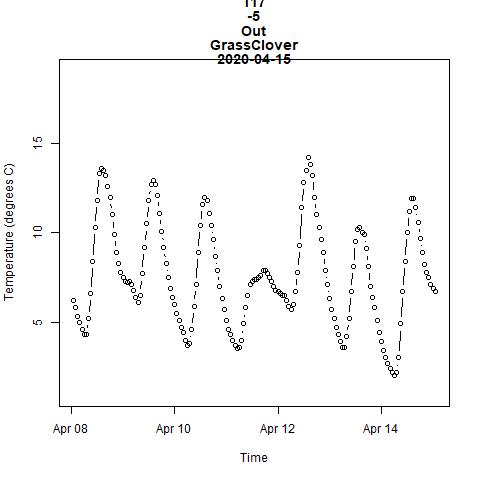 117
-5
Out
GrassClover
2020-04-15
Temperature (degrees C)
15
10
5
Apr 08 Apr 10 Apr 12 Apr 14
Time